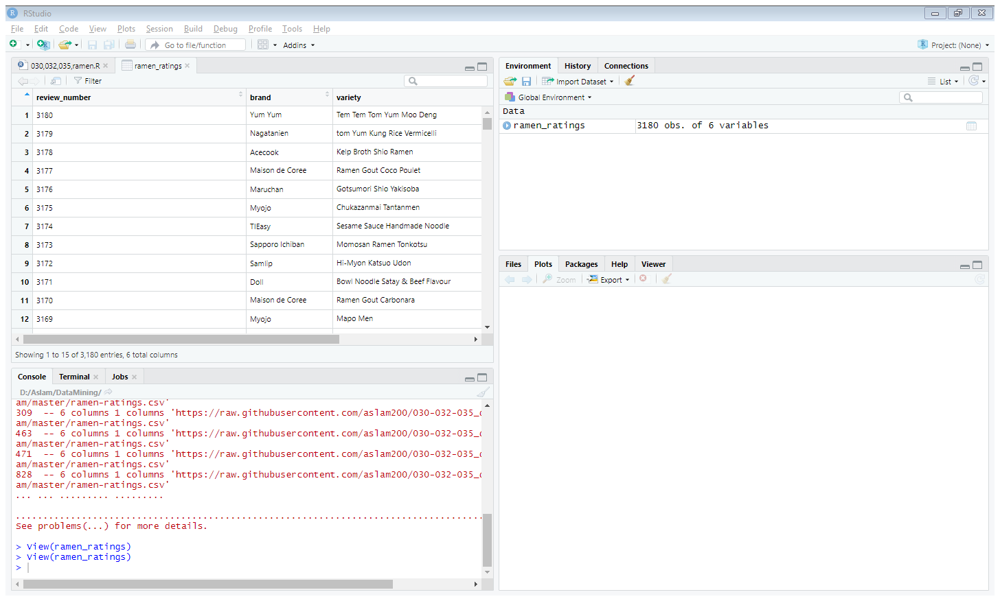 RStudio
File Edit Code View Plots Session Build Debug Profile Tools Help
Go to file/function Addins Project: (None)
030,032,035,ramen.R ramen_ratings
Filter
review_number brand variety
1 3180 Yum Yum Tem Tem Tom Yum Moo Deng
2 3179 Nagatanien tom Yum Kung Rice Vermicelli
3 3178 Acecook Kelp Broth Shio Ramen
4 3177 Maison de Coree Ramen Gout Coco Poulet
5 3176 Maruchan Gotsumori Shio Yakisoba
6 3175 Myojo Chukazanmai Tantanmen
7 3174 TIEasy Sesame Sauce Handmade Noodle
8 3173 Sapporo Ichiban Momosan Ramen Tonkotsu
9 3172 Samlip Hi-Myon Katsuo Udon
10 3171 Doll Bowl Noodle Satay & Beef Flavour
11 3170 Maison de Coree Ramen Gout Carbonara
12 3169 Myojo Mapo Men
Showing 1 to 15 of 3,180 entries, 6 total columns
Console Terminal Jobs
D:/Aslam/DataMining/
am/master/ramen-ratings.csv'
309 -- 6 columns 1 columns 'https://raw.githubusercontent.com/aslam200/030-032-035_
am/master/ramen-ratings.csv'
463 -- 6 columns 1 columns 'https://raw.githubusercontent.com/aslam200/030-032-035_
am/master/ramen-ratings.csv'
471 -- 6 columns 1 columns 'https://raw.githubusercontent.com/aslam200/030-032-035_
am/master/ramen-ratings.csv'
828 -- 6 columns 1 columns 'https://raw.githubusercontent.com/aslam200/030-032-035_
am/master/ramen-ratings.csv'
... ... ......... .........
.....................................................................................
See problems(...) for more details.
> View(ramen_ratings)
> View(ramen_ratings)
>
Environment History Connections
Import Dataset List
Global Environment
Data
ramen_ratings 3180 obs. of 6 variables
Files Plots Packages Help Viewer
Zoom Export